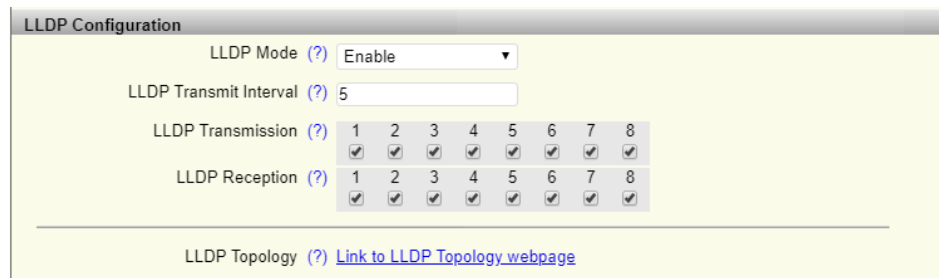 LLDP Configuration
LLDP Mode (?) Enable
LLDP Transmit Interval (?) 5
LLDP Transmission (?) 1 2 3 4 5 6 7 8
LLDP Reception (?) 1 2 3 4 5 6 7 8
LLDP Topology (?) Link to LLDP Topology webpage